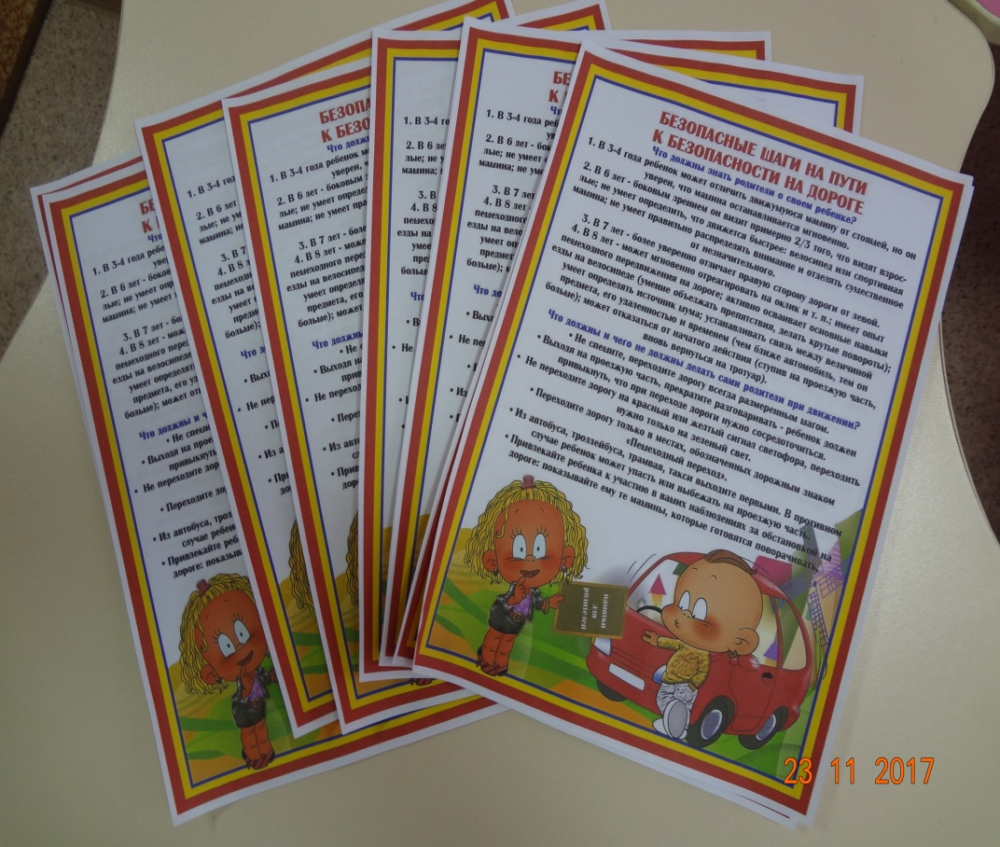 БЕЗОПАСНЫЕ ШАГИ НА ПУТИ
К БЕЗОПАСНОСТИ НА ДОРОГЕ
Что должны знать родители о своем ребенке?
1. В 3-4 года ребенок может отличить движущуюся машину от стоящей, но он
уверен, что машина останавливается мгновенно.
2. В 6 лет - боковым зрением он видит примерно 2/3 того, что видят взрос-
лые; не умеет определить, что движется быстрее: велосипед или спортивная
машина; не умеет правильно распределять внимание и отделять существенное
от незначительного.
3. В 7 лет - более уверенно отличает правую сторону дороги от левой.
4. В 8 лет - может мгновенно отреагировать на оклик и т. п.; имеет опыт
пешеходного передвижения на дороге; активно осваивает основные навыки
езды на велосипеде (умение объезжать препятствия, делать крутые повороты);
умеет определять источник шума; устанавливать связь между величиной
предмета, его удаленностью и временем (чем ближе автомобиль, тем он
больше); может отказаться от начатого действия (ступив на проезжую часть,
вновь вернуться на тротуар).
Что должны и чего не должны делать сами родители при движении?
• Не спешите, переходите дорогу всегда размеренным шагом.
• Выходя на проезжую часть, прекратите разговаривать - ребенок должен
привыкнуть, что при переходе дороги нужно сосредоточиться.
• Не переходите дорогу на красный или желтый сигнал светофора, переходить
нужно только на зеленый свет.
• Переходите дорогу только в местах, обозначенных дорожным знаком
«Пешеходный переход».
• Из автобуса, троллейбуса, трамвая, такси выходите первыми. В противном
случае ребенок может упасть или выбежать на проезжую часть.
• Привлекайте ребенка к участию в ваших наблюдениях за обстановкой на
дороге: показывайте ему те машины, которые готовятся поворачивать.
памятки
для
родителей
23 11 2017